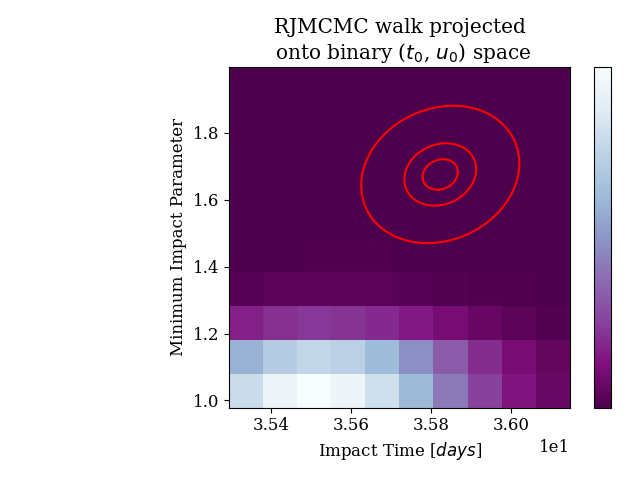 RJMCMC walk projected
onto binary (t₀, u₀) space
Minimum Impact Parameter
1.8
1.6
1.4
1.2
1.0
3.54 3.56 3.58 3.60
Impact Time [days]
1e1